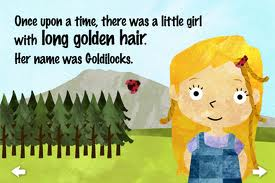 Once upon a time, there was a little girl
with long golden hair.
Her name was Goldilocks.